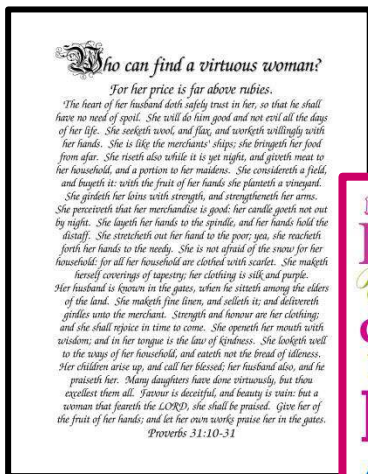 Who can find a virtuous woman?
For her price is far above rubies.
The heart of her husband doth safely trust in her, so that he shall
have no need of spoil. She will do him good and not evil all the days
of her life. She seeketh wool, and flax, and worketh willingly with
her hands. She is like the merchants' ships; she bringeth her food
from afar. She riseth also while it is yet night, and giveth meat to
her household, and a portion to her maidens. She considereth a field,
and buyeth it: with the fruit of her hands she planteth a vineyard.
She girdeth her loins with strength, and strengtheneth her arms.
She perceiveth that her merchandise is good: her candle goeth not out
by night. She layeth her hands to the spindle, and her hands hold the
distaff. She stretcheth out her hand to the poor; yea, she reacheth
forth her hands to the needy. She is not afraid of the snow for her
household: for all her household are clothed with scarlet. She maketh
herself coverings of tapestry; her clothing is silk and purple.
Her husband is known in the gates, when he sitteth among the elders
of the land. She maketh fine linen, and selleth it; and delivereth
girdles unto the merchant. Strength and honour are her clothing;
and she shall rejoice in time to come. She openeth her mouth with
wisdom; and in her tongue is the law of kindness. She looketh well
to the ways of her household, and eateth not the bread of idleness.
Her children arise up, and call her blessed; her husband also, and he
praiseth her. Many daughters have done virtuously, but thou
excellest them all. Favour is deceitful, and beauty is vain: but a
woman that feareth the LORD, she shall be praised. Give her of
the fruit of her hands; and let her own works praise her in the gates.
Proverbs 31:10-31